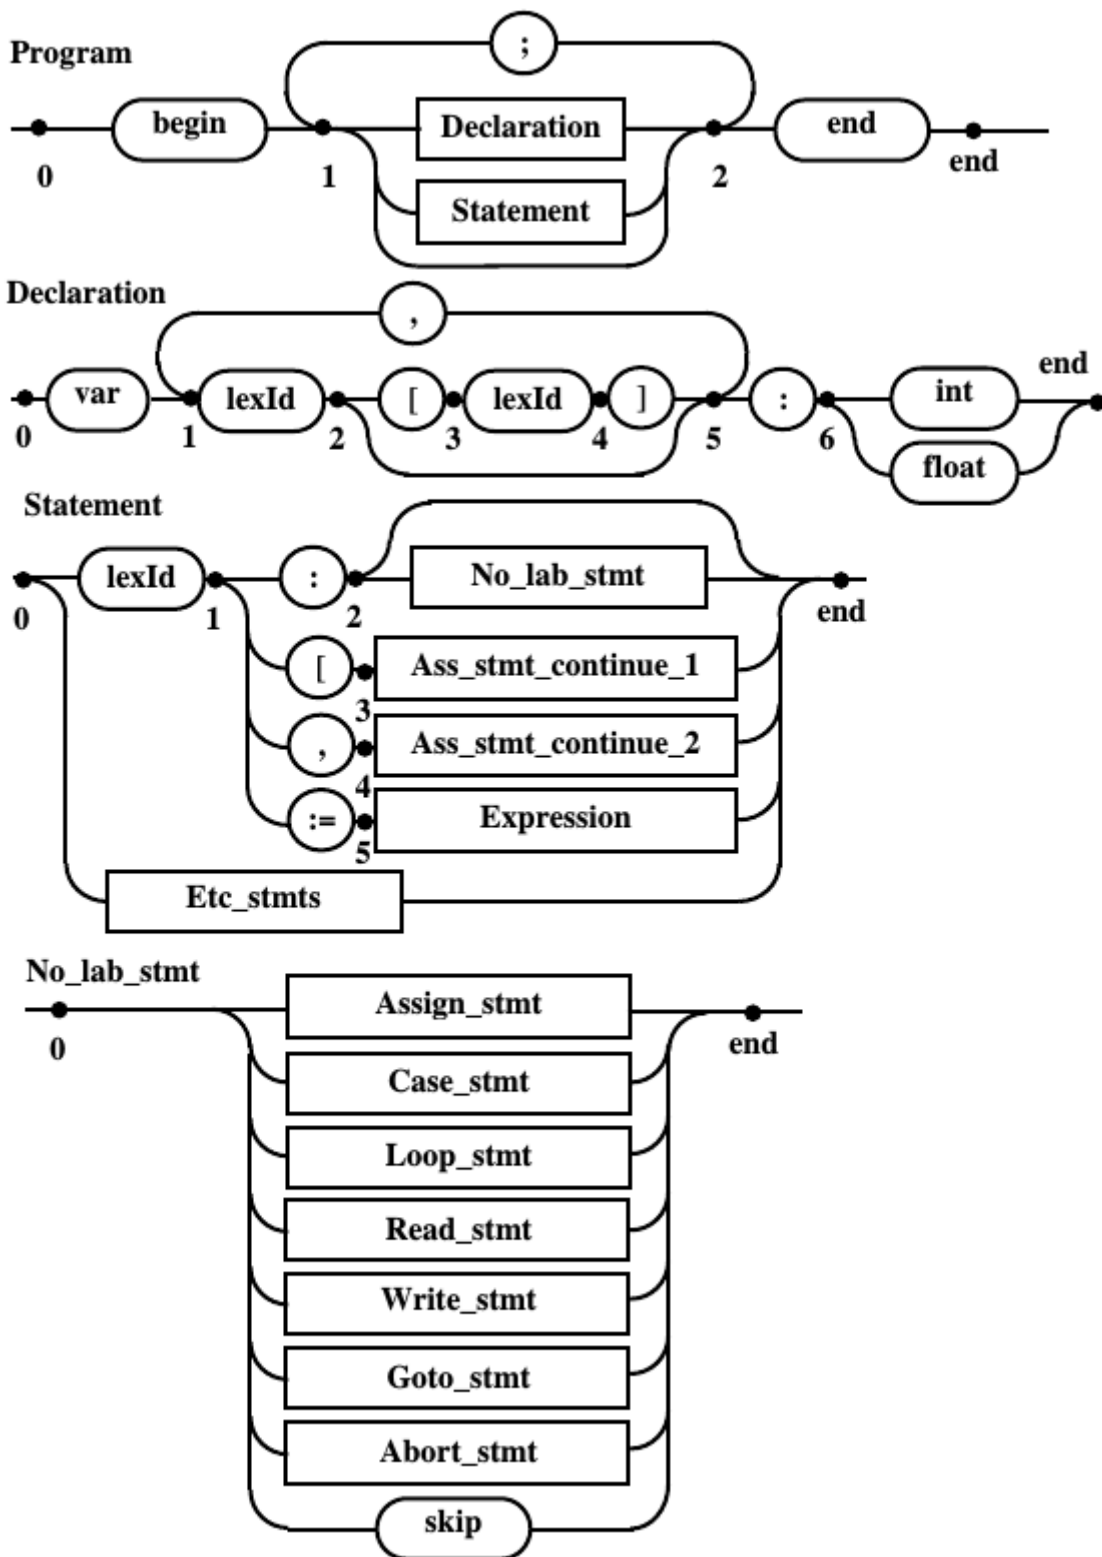 ;
Program
begin Declaration end
0 1 2 end
Statement
Declaration
,
end
var lexId [ lexId ] : int
0 1 2 3 4 5 6
float
Statement
lexId : No_lab_stmt
0 1 2 end
[ Ass_stmt_continue_1
3
, Ass_stmt_continue_2
4
:= Expression
5
Etc_stmts
No_lab_stmt
Assign_stmt
0 end
Case_stmt
Loop_stmt
Read_stmt
Write_stmt
Goto_stmt
Abort_stmt
skip